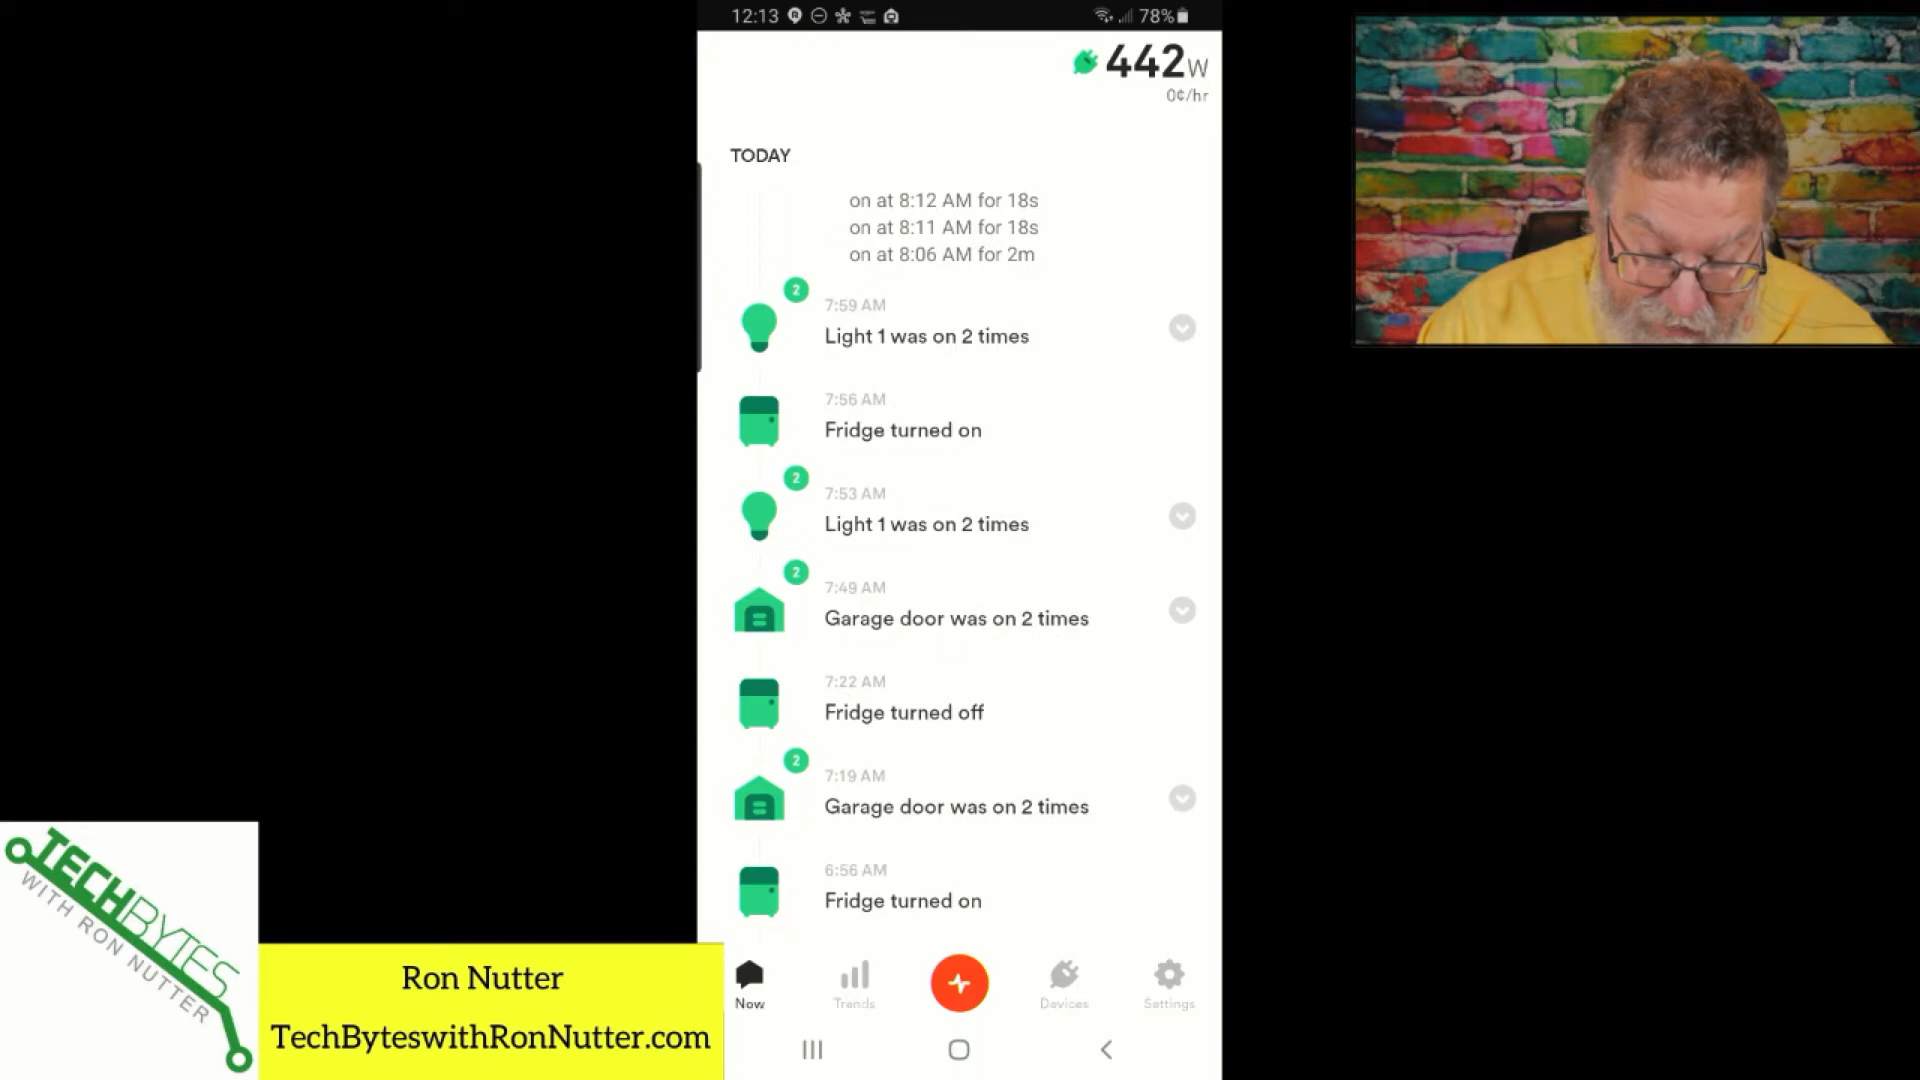 12:13
78%
442W
0¢/hr
TODAY
on at 8:12 AM for 18s
on at 8:11 AM for 18s
on at 8:06 AM for 2m
2
7:59 AM
Light 1 was on 2 times
7:56 AM
Fridge turned on
2
7:53 AM
Light 1 was on 2 times
2
7:49 AM
Garage door was on 2 times
7:22 AM
Fridge turned off
2
7:19 AM
Garage door was on 2 times
6:56 AM
Fridge turned on
Now
Trends
Devices
Settings
TECHBYTES
WITH RON NUTTER
Ron Nutter
TechByteswithRonNutter.com